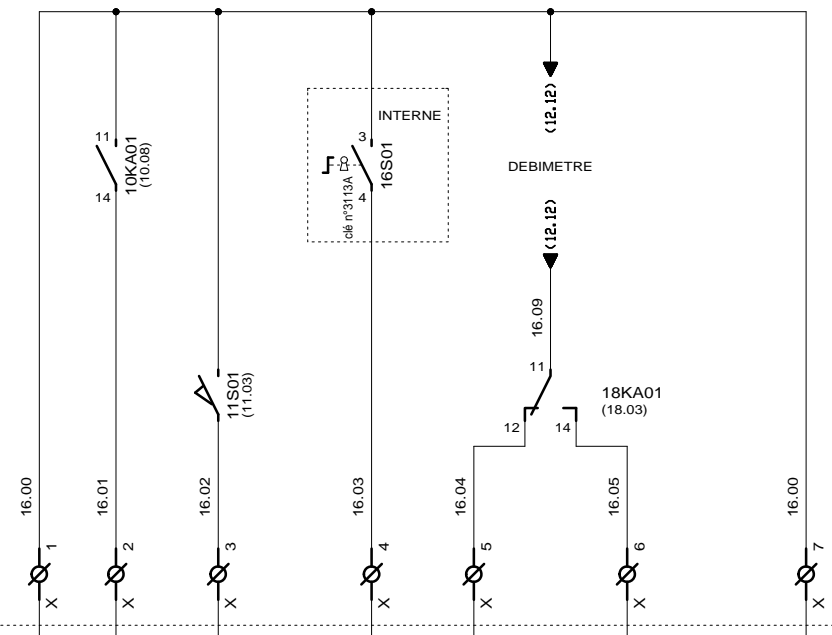 INTERNE
11
10KA01
(10.08)
14
3
16S01
4
clé n°3113A
(12.12)
DEBIMETRE
(12.12)
16.09
11S01
(11.03)
11
18KA01
(18.03)
12
14
16.00
16.01
16.02
16.03
16.04
16.05
16.00
1
2
3
4
5
6
7
X
X
X
X
X
X
X